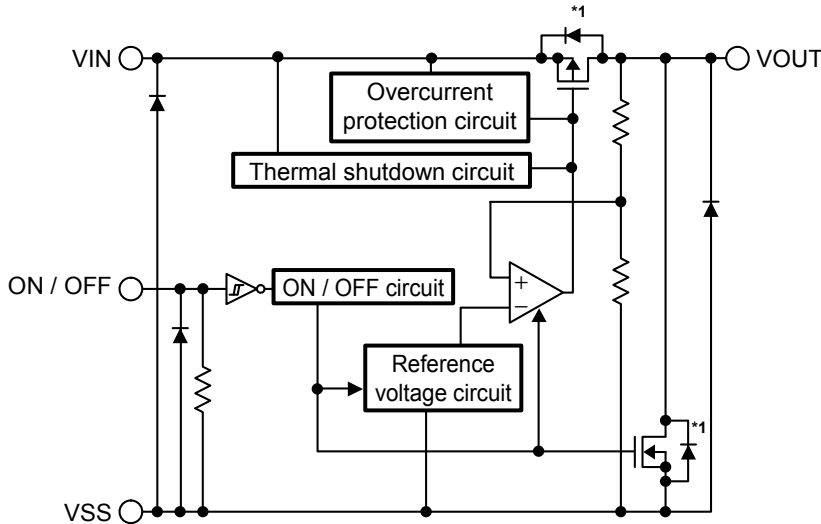 *1
VIN
VOUT
Overcurrent
protection circuit
Thermal shutdown circuit
ON / OFF
ON / OFF circuit
+
−
Reference
voltage circuit
*1
VSS